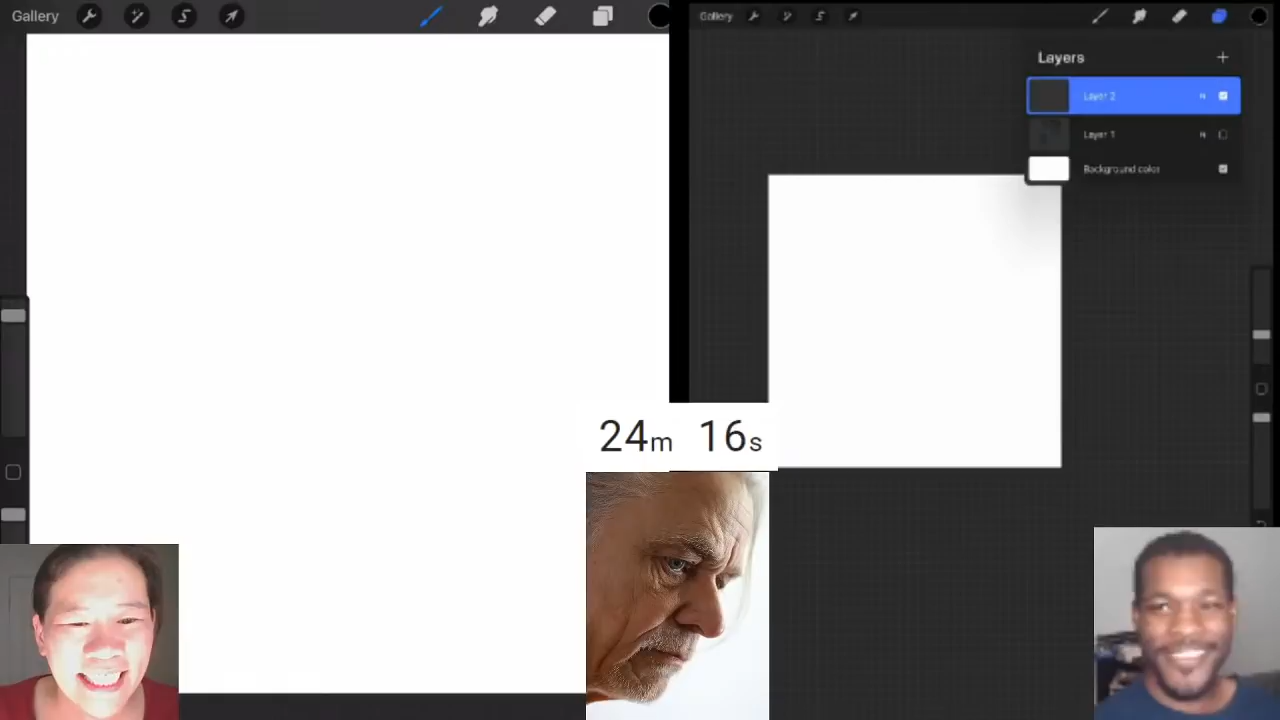 Gallery
Gallery
Layers
Layer 2 N
Layer 1 N
Background color
24m 16s